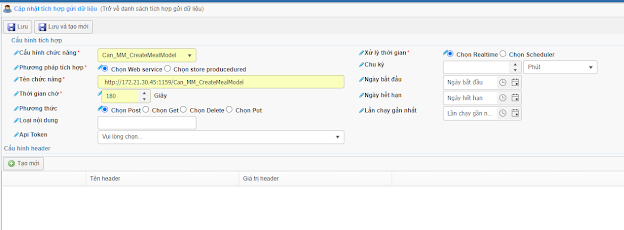 Cập nhật tích hợp gửi dữ liệu (Trở về danh sách tích hợp gửi dữ liệu)
Lưu Lưu và tạo mới
Cấu hình tích hợp
Cấu hình chức năng* Can_MM_CreateMealModel Xử lý thời gian* Chọn Realtime Chọn Scheduler
Phương pháp tích hợp* Chọn Web service Chọn store producedured Chu kỳ Phút
Tên chức năng* http://172.21.30.45:1159/Can_MM_CreateMealModel Ngày bắt đầu Ngày bắt đầu
Thời gian chờ* 180 Giây Ngày hết hạn Ngày hết hạn
Phương thức Chọn Post Chọn Get Chọn Delete Chọn Put Lần chạy gần nhất Lần chạy gần n...
Loại nội dung
Api Token Vui lòng chọn...
Cấu hình header
Tạo mới
Tên header Giá trị header